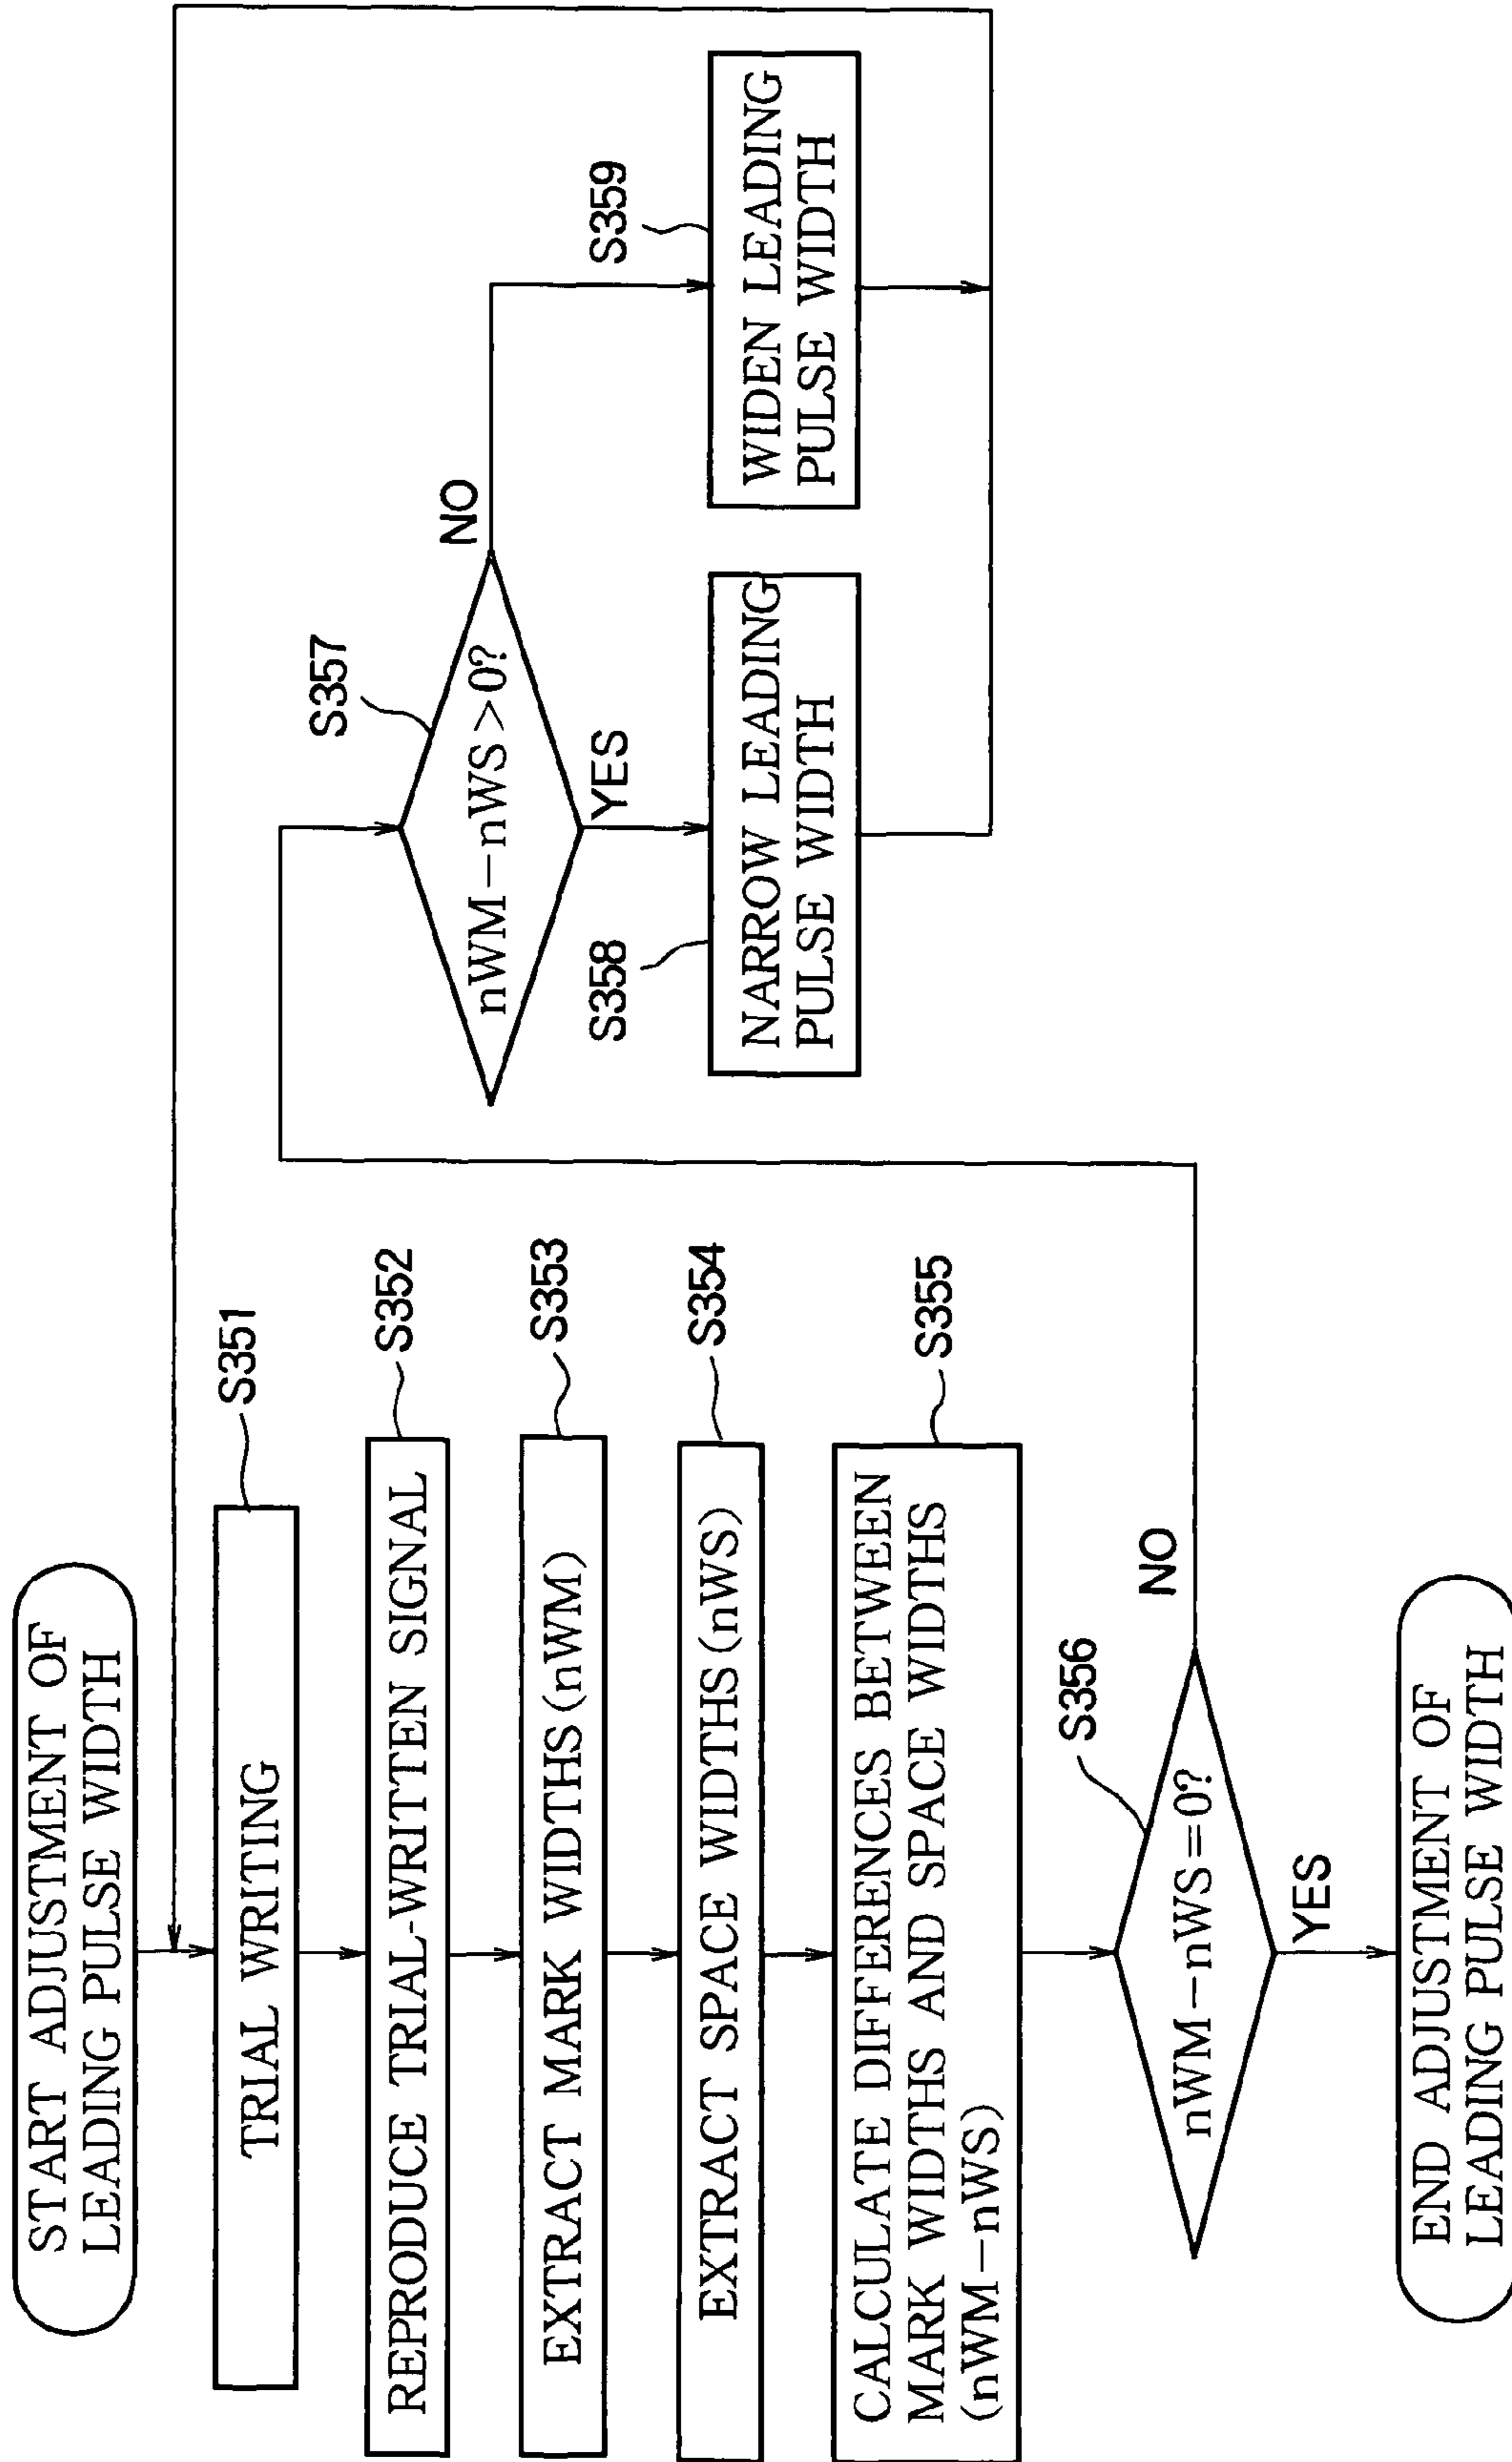 START ADJUSTMENT OF
LEADING PULSE WIDTH
S351
TRIAL WRITING
S352
REPRODUCE TRIAL-WRITTEN SIGNAL
S353
EXTRACT MARK WIDTHS(nWM)
S354
EXTRACT SPACE WIDTHS(nWS)
S355
CALCULATE DIFFERENCES BETWEEN
MARK WIDTHS AND SPACE WIDTHS
(nWM−nWS)
S356
nWM−nWS=0?
NO
YES
END ADJUSTMENT OF
LEADING PULSE WIDTH
S357
nWM−nWS>0?
NO
YES
S358
NARROW LEADING
PULSE WIDTH
S359
WIDEN LEADING
PULSE WIDTH